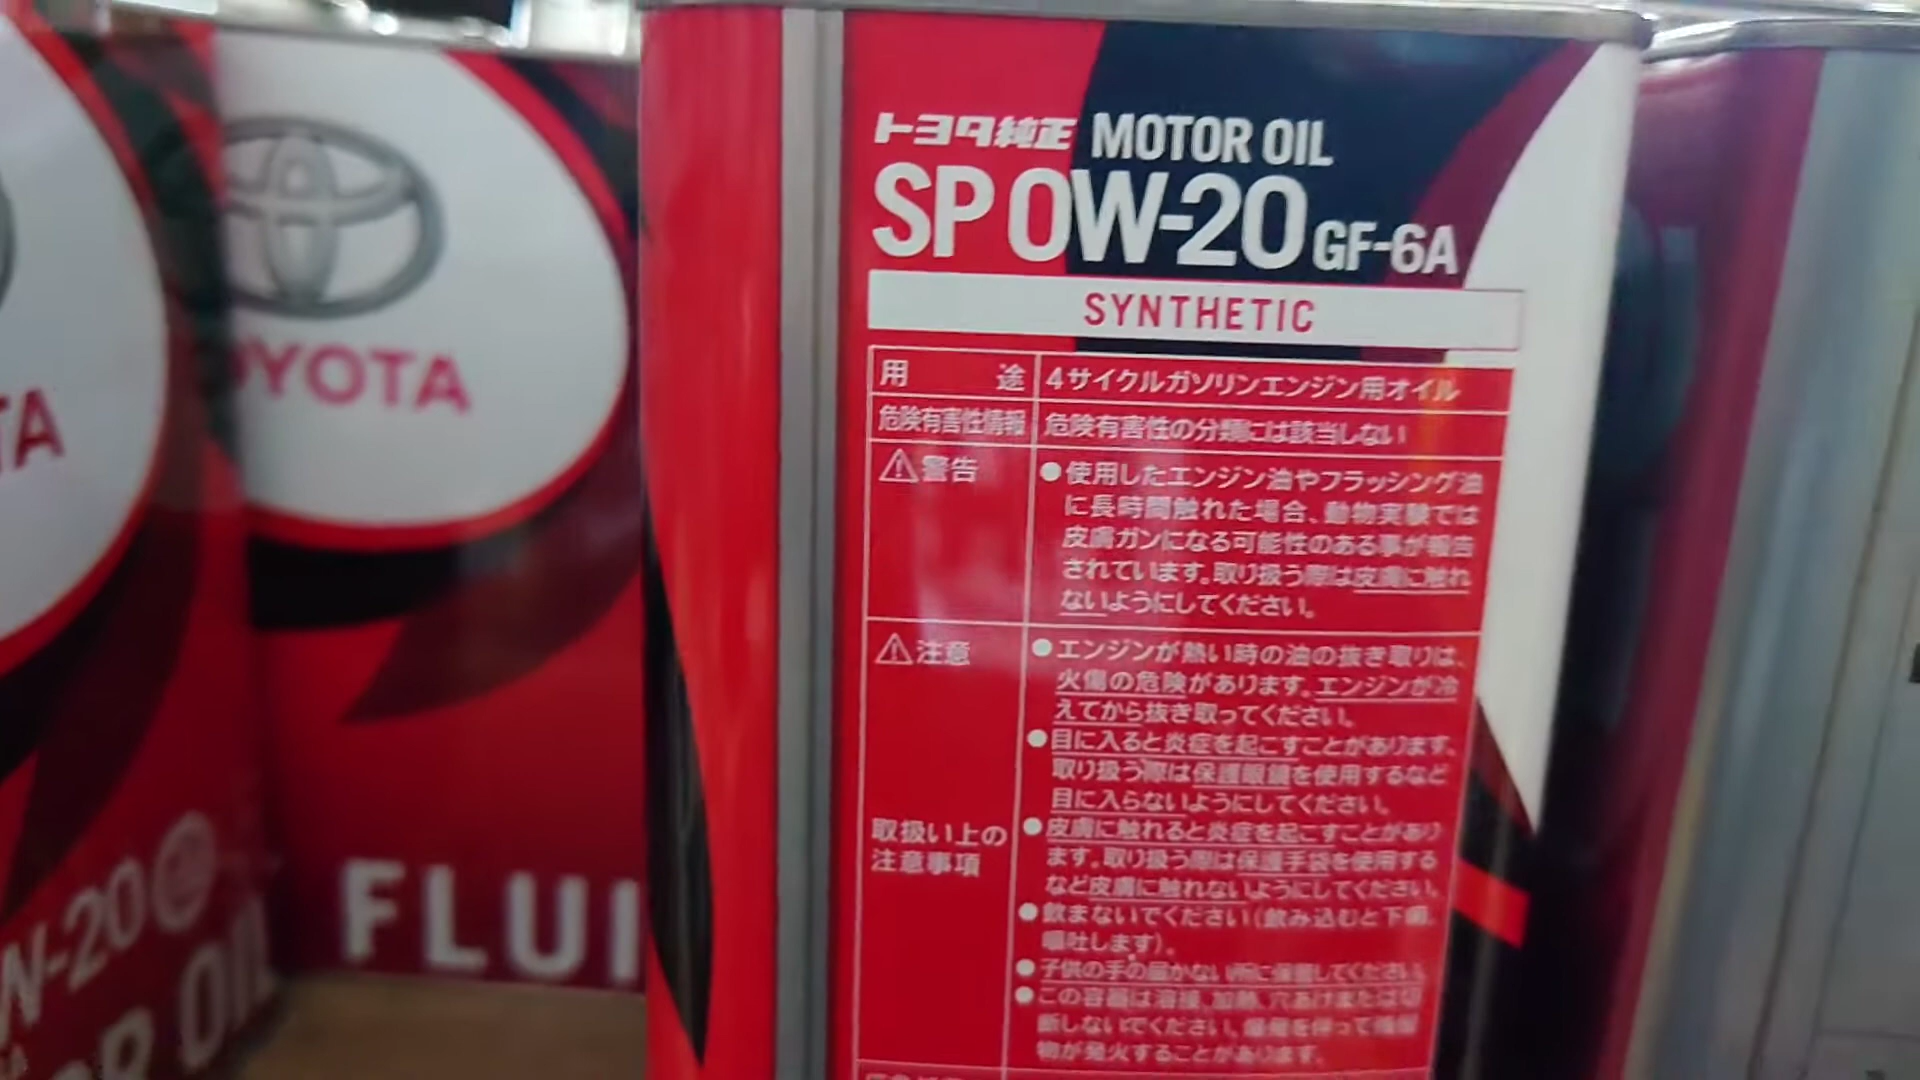 TOYOTA
TA
FLUI
W-20
OR OIL
トヨタ純正 MOTOR OIL
SP 0W-20 GF-6A
SYNTHETIC
用途 4サイクルガソリンエンジン用オイル
危険有害性情報 危険有害性の分類には該当しない
警告 ●使用したエンジン油やフラッシング油
に長時間触れた場合、動物実験では
皮膚ガンになる可能性のある事が報告
されています。取り扱う際は皮膚に触れ
ないようにしてください。
注意 ●エンジンが熱い時の油の抜き取りは、
火傷の危険があります。エンジンが冷
えてから抜き取ってください。
●目に入ると炎症を起こすことがあります。
取り扱う際は保護眼鏡を使用するなど
目に入らないようにしてください。
取扱い上の
注意事項
●皮膚に触れると炎症を起こすことがあり
ます。取り扱う際は保護手袋を使用する
など皮膚に触れないようにしてください。
●飲まないでください(飲み込むと下痢、
嘔吐します)。
●子供の手の届かない所に保管してください。
●この容器は溶接、加熱、穴あけまたは切
断しないでください。爆発を伴って残留
物が発火することがあります。